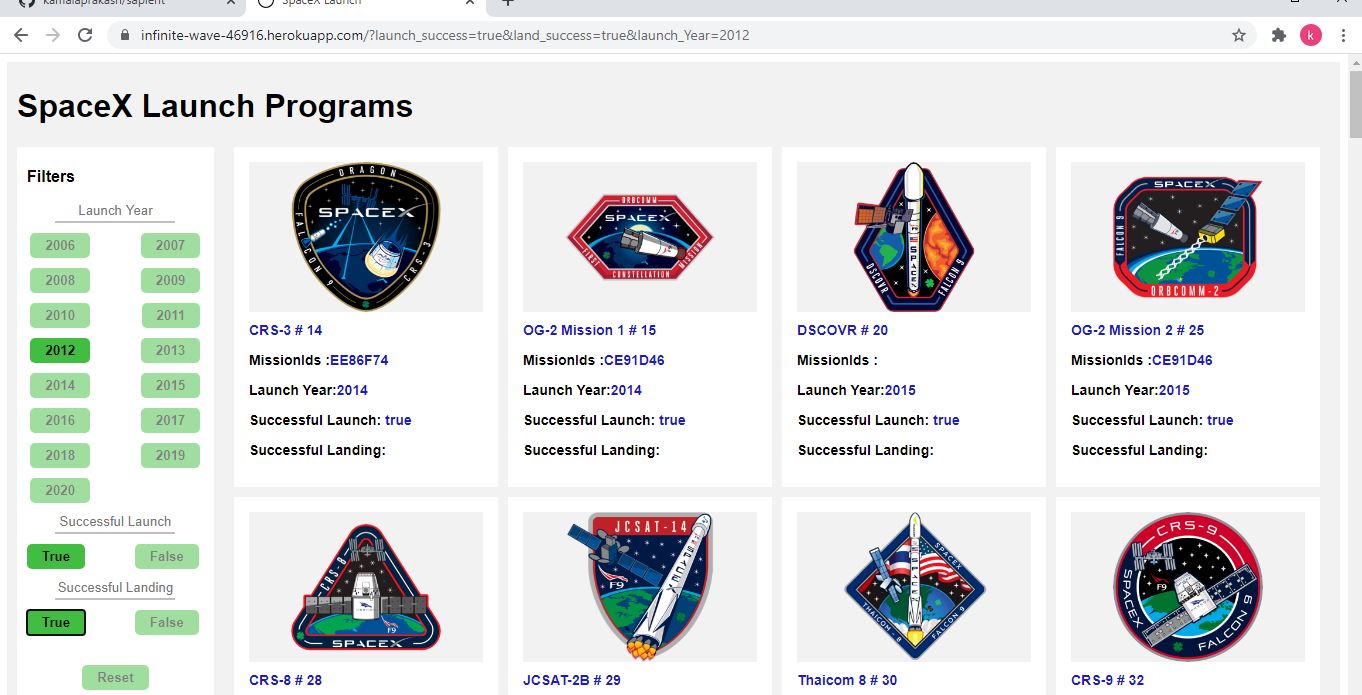 kamalaprakash/sapient
SpaceX Launch
infinite-wave-46916.herokuapp.com/?launch_success=true&land_success=true&launch_Year=2012
k
SpaceX Launch Programs
Filters
Launch Year
2006 2007
2008 2009
2010 2011
2012 2013
2014 2015
2016 2017
2018 2019
2020
Successful Launch
True False
Successful Landing
True False
Reset
DRAGON
SPACEX
FALCON 9
CRS-3
CRS-3 # 14
MissionIds :EE86F74
Launch Year:2014
Successful Launch: true
Successful Landing:
ORBCOMM
SPACEX
FIRST CONSTELLATION MISSION
OG-2 Mission 1 # 15
MissionIds :CE91D46
Launch Year:2014
Successful Launch: true
Successful Landing:
F9
SPACEX
DSCOVR
FALCON 9
DSCOVR # 20
MissionIds :
Launch Year:2015
Successful Launch: true
Successful Landing:
SPACEX
FALCON 9
ORBCOMM-2
OG-2 Mission 2 # 25
MissionIds :CE91D46
Launch Year:2015
Successful Launch: true
Successful Landing:
CRS-8
F9
SPACEX
CRS-8 # 28
JCSAT-14
F9
SPACEX
JCSAT-2B # 29
SPACEX
SPACEX
THAICOM - 8
FALCON 9
Thaicom 8 # 30
CRS-9
F9
SPACEX
FALCON 9
CRS-9 # 32